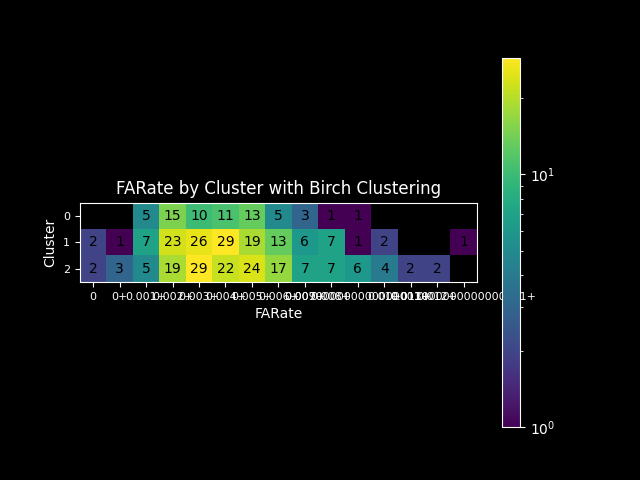 FARate by Cluster with Birch Clustering
0 5 15 10 11 13 5 3 1 1
1 2 1 7 23 26 29 19 13 6 7 1 2 1
2 2 3 5 19 29 22 24 17 7 7 6 4 2 2
0 0+
FARate
Cluster
10¹
10⁰